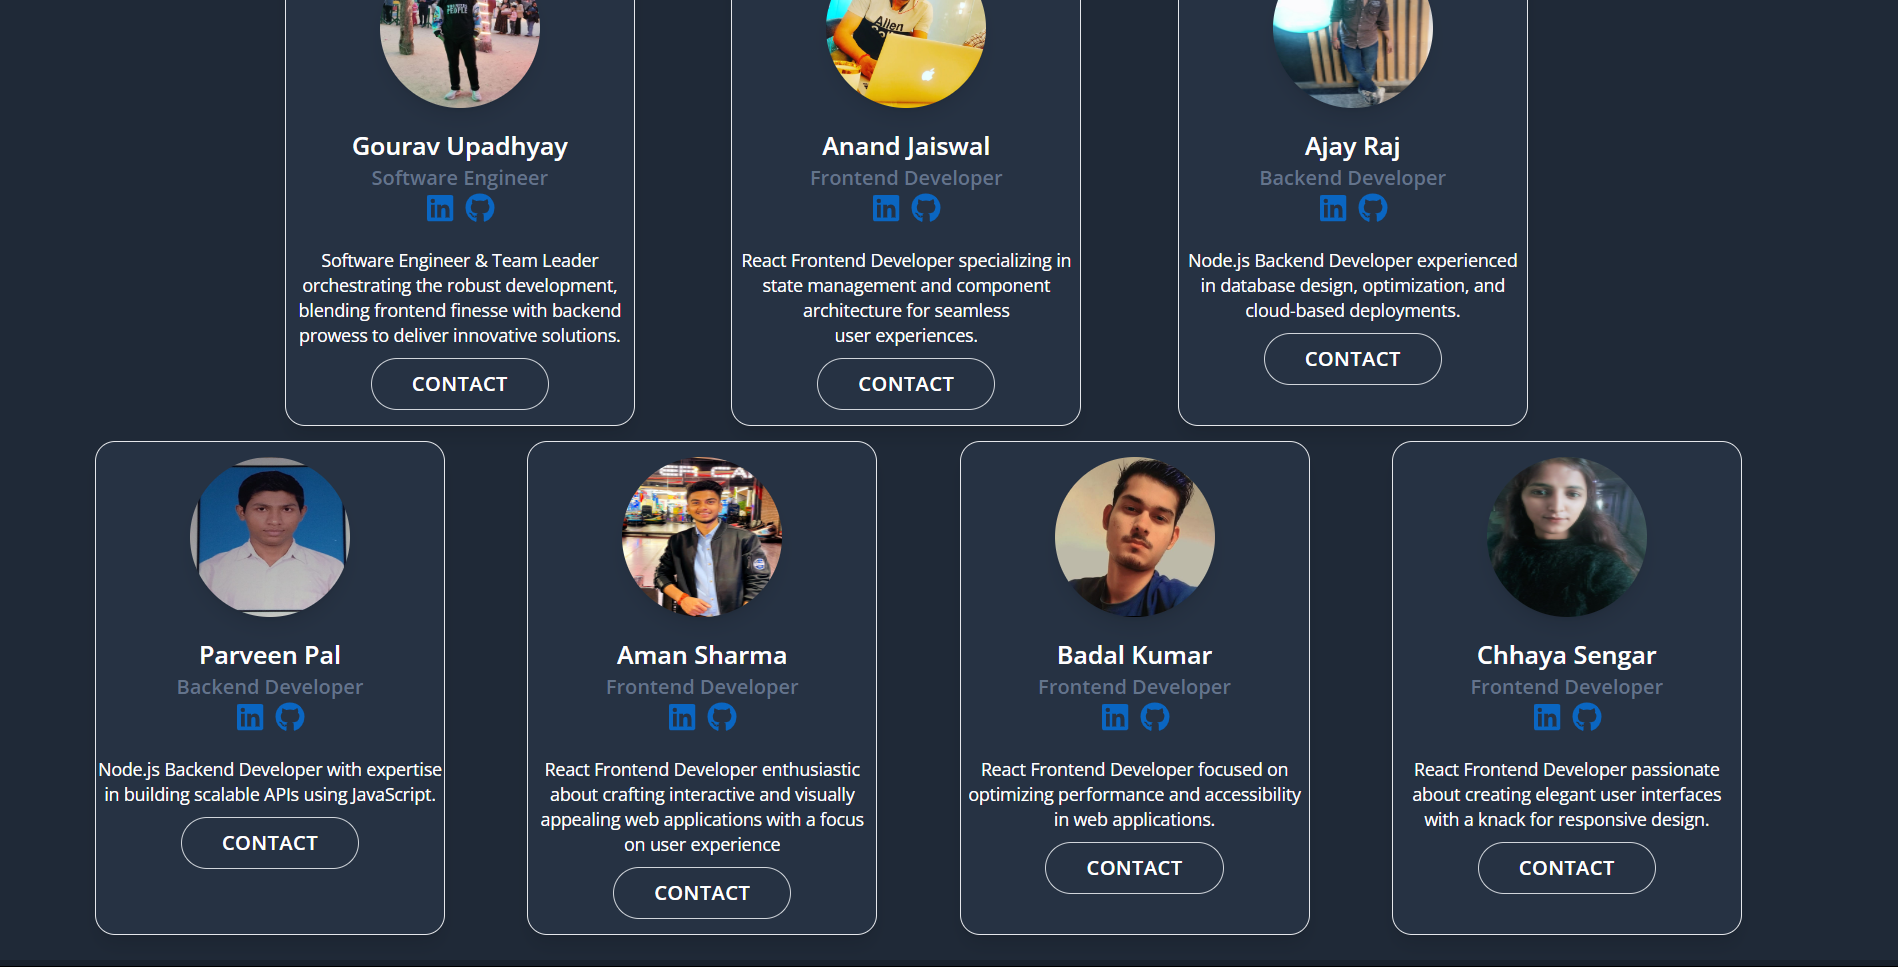 Allen
Gourav Upadhyay
Software Engineer
Software Engineer & Team Leader
orchestrating the robust development,
blending frontend finesse with backend
prowess to deliver innovative solutions.
CONTACT
Anand Jaiswal
Frontend Developer
React Frontend Developer specializing in
state management and component
architecture for seamless
user experiences.
CONTACT
Ajay Raj
Backend Developer
Node.js Backend Developer experienced
in database design, optimization, and
cloud-based deployments.
CONTACT
Parveen Pal
Backend Developer
Node.js Backend Developer with expertise
in building scalable APIs using JavaScript.
CONTACT
Aman Sharma
Frontend Developer
React Frontend Developer enthusiastic
about crafting interactive and visually
appealing web applications with a focus
on user experience
CONTACT
Badal Kumar
Frontend Developer
React Frontend Developer focused on
optimizing performance and accessibility
in web applications.
CONTACT
Chhaya Sengar
Frontend Developer
React Frontend Developer passionate
about creating elegant user interfaces
with a knack for responsive design.
CONTACT